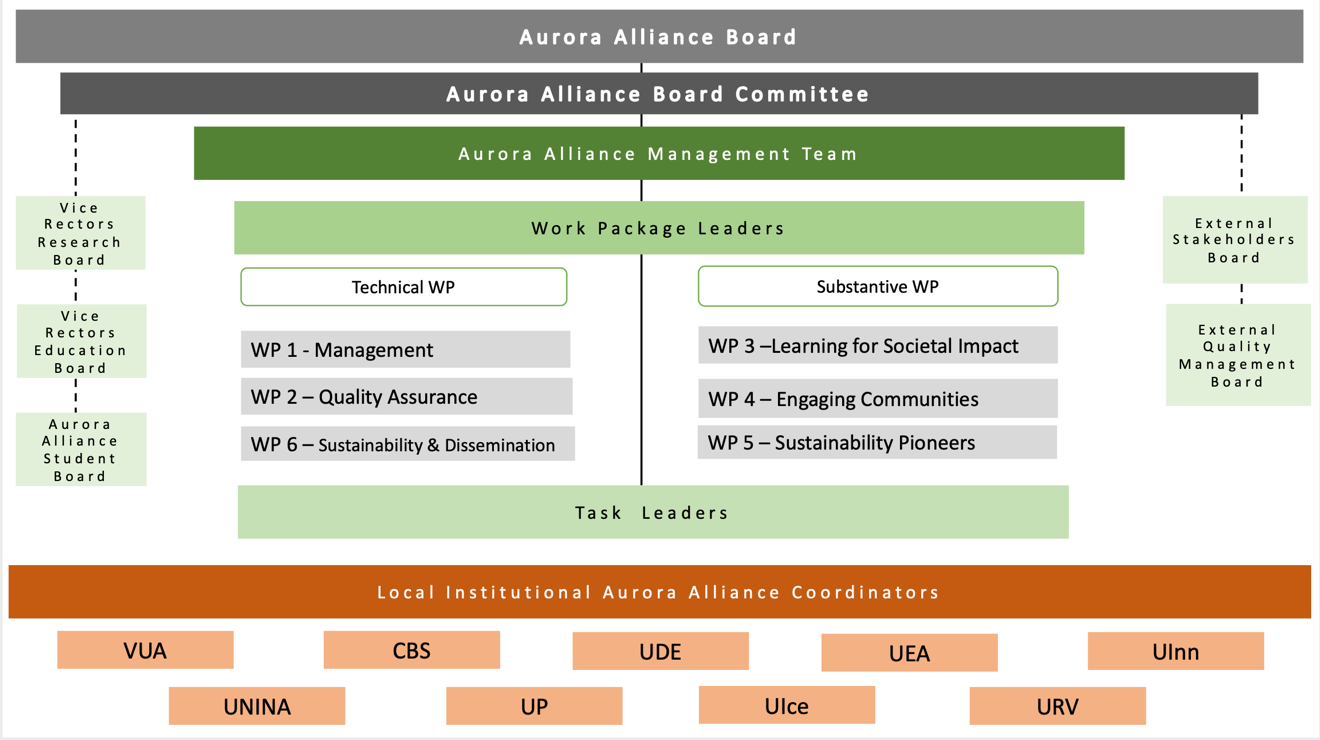 Aurora Alliance Board
Aurora Alliance Board Committee
Aurora Alliance Management Team
Vice
Rectors
Research
Board
Work Package Leaders
External
Stakeholders
Board
Technical WP
Substantive WP
Vice
Rectors
Education
Board
WP 1 - Management
WP 2 – Quality Assurance
WP 6 – Sustainability & Dissemination
WP 3 –Learning for Societal Impact
WP 4 – Engaging Communities
WP 5 – Sustainability Pioneers
External
Quality
Management
Board
Aurora
Alliance
Student
Board
Task Leaders
Local Institutional Aurora Alliance Coordinators
VUA
CBS
UDE
UEA
UInn
UNINA
UP
UIce
URV